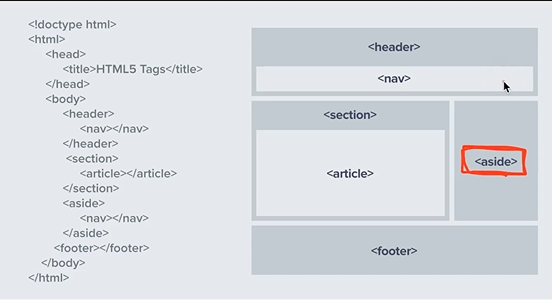 <!doctype html>
<html>
<head>
<title>HTML5 Tags</title>
</head>
<body>
<header>
<nav></nav>
</header>
<section>
<article></article>
</section>
<aside>
<nav></nav>
</aside>
<footer></footer>
</body>
</html>
<header>
<nav>
<section>
<article>
<aside>
<footer>